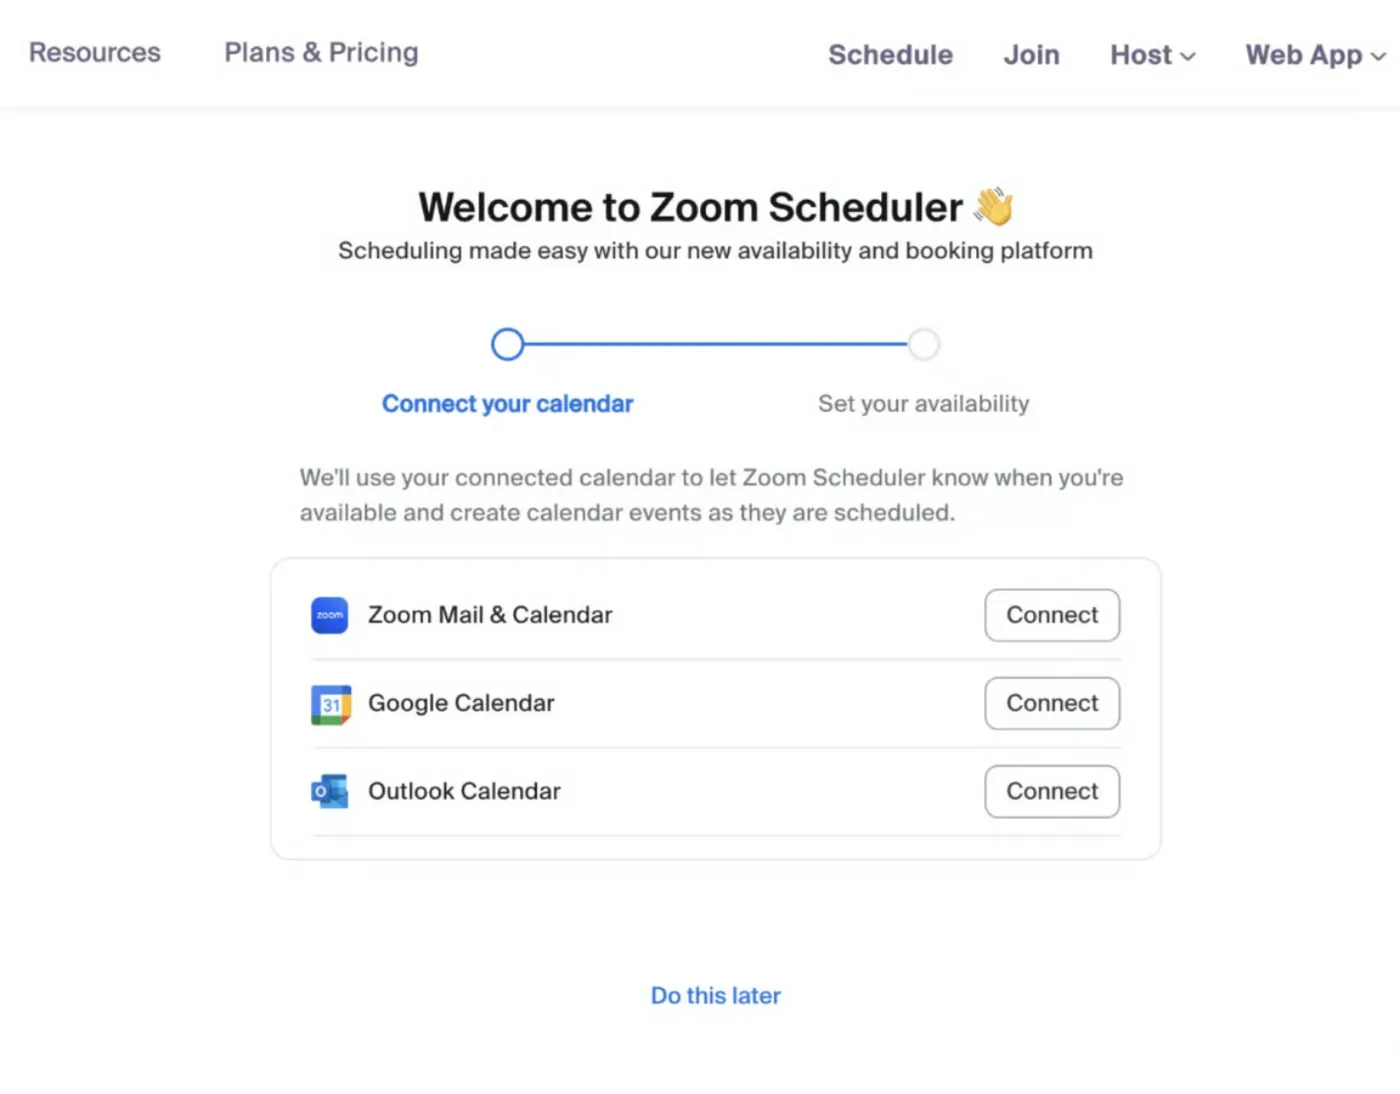 Resources
Plans & Pricing
Schedule
Join
Host
Web App
Welcome to Zoom Scheduler 👋
Scheduling made easy with our new availability and booking platform
Connect your calendar
Set your availability
We'll use your connected calendar to let Zoom Scheduler know when you're
available and create calendar events as they are scheduled.
zoom
Zoom Mail & Calendar
Connect
31
Google Calendar
Connect
O
Outlook Calendar
Connect
Do this later